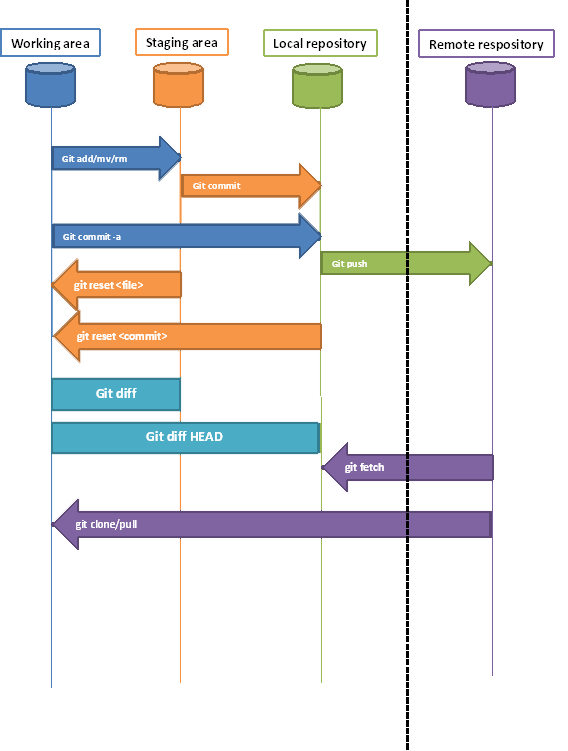 Working area
Staging area
Local repository
Remote respository
Git add/mv/rm
Git commit
Git commit -a
Git push
git reset <file>
git reset <commit>
Git diff
Git diff HEAD
git fetch
git clone/pull